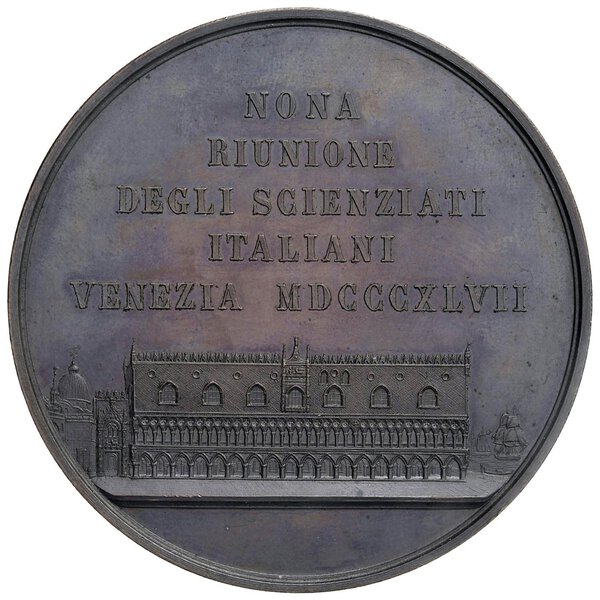 NONA
RIUNIONE
DEGLI SCIENZIATI
ITALIANI
VENEZIA MDCCCXLVII